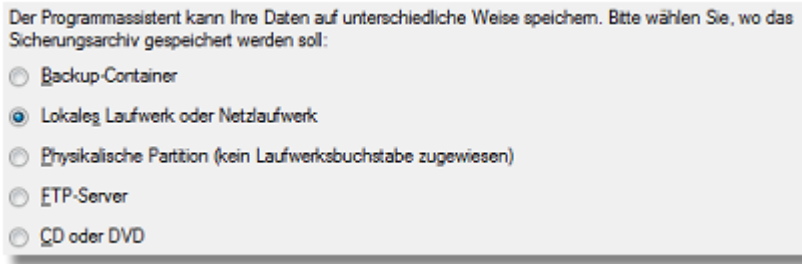 Der Programmassistent kann Ihre Daten auf unterschiedliche Weise speichern. Bitte wählen Sie, wo das
Sicherungsarchiv gespeichert werden soll:
Backup-Container
Lokales Laufwerk oder Netzlaufwerk
Physikalische Partition (kein Laufwerksbuchstabe zugewiesen)
FTP-Server
CD oder DVD